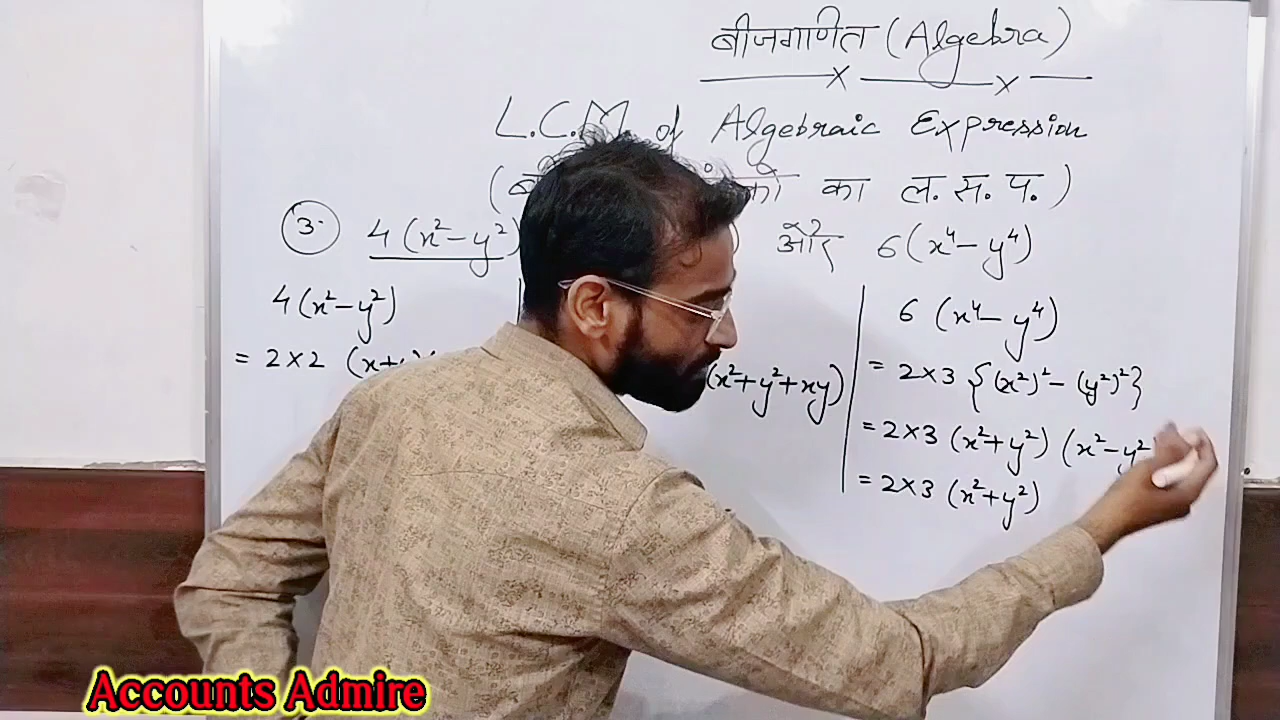 बीजगणित (Algebra)
L.C.M. of Algebraic Expression
का ल. स. प. )
3. 4 (x² - y²) और 6 (x⁴ - y⁴)
4 (x² - y²)
= 2 × 2 (x+y)
(x² + y² + xy)
6 (x⁴ - y⁴)
= 2 × 3 {(x²)² - (y²)²}
= 2 × 3 (x² + y²) (x² - y²
= 2 × 3 (x² + y²)
Accounts Admire